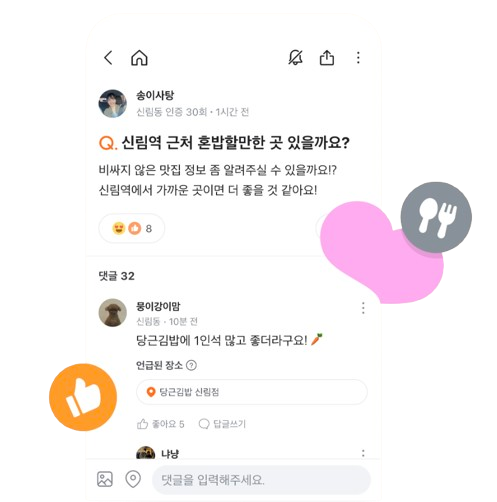 송이사탕
신림동 인증 30회 · 1시간 전
Q. 신림역 근처 혼밥할만한 곳 있을까요?
비싸지 않은 맛집 정보 좀 알려주실 수 있을까요!?
신림역에서 가까운 곳이면 더 좋을 것 같아요!
8
댓글 32
뭉이강이맘
신림동 · 10분 전
당근김밥에 1인석 많고 좋더라구요! 🥕
언급된 장소 ?
당근김밥 신림점
좋아요 5 답글쓰기
냐냥
댓글을 입력해주세요.